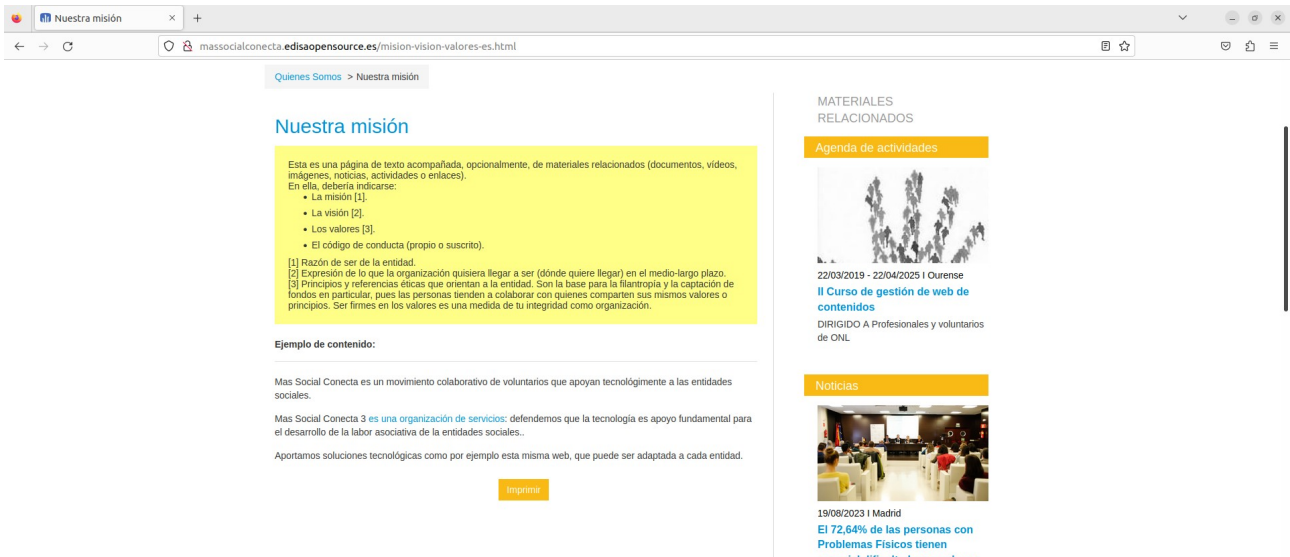 Nuestra misión
massocialconecta.edisaopensource.es/mision-vision-valores-es.html
Quienes Somos > Nuestra misión
Nuestra misión
Esta es una página de texto acompañada, opcionalmente, de materiales relacionados (documentos, vídeos,
imágenes, noticias, actividades o enlaces).
En ella, debería indicarse:
• La misión [1].
• La visión [2].
• Los valores [3].
• El código de conducta (propio o suscrito).
[1] Razón de ser de la entidad.
[2] Expresión de lo que la organización quisiera llegar a ser (dónde quiere llegar) en el medio-largo plazo.
[3] Principios y referencias éticas que orientan a la entidad. Son la base para la filantropía y la captación de
fondos en particular, pues las personas tienden a colaborar con quienes comparten sus mismos valores o
principios. Ser firmes en los valores es una medida de tu integridad como organización.
Ejemplo de contenido:
Mas Social Conecta es un movimiento colaborativo de voluntarios que apoyan tecnológimente a las entidades
sociales.
Mas Social Conecta 3 es una organización de servicios: defendemos que la tecnología es apoyo fundamental para
el desarrollo de la labor asociativa de la entidades sociales..
Aportamos soluciones tecnológicas como por ejemplo esta misma web, que puede ser adaptada a cada entidad.
Imprimir
MATERIALES
RELACIONADOS
Agenda de actividades
22/03/2019 - 22/04/2025 I Ourense
II Curso de gestión de web de
contenidos
DIRIGIDO A Profesionales y voluntarios
de ONL
Noticias
19/08/2023 I Madrid
El 72,64% de las personas con
Problemas Físicos tienen